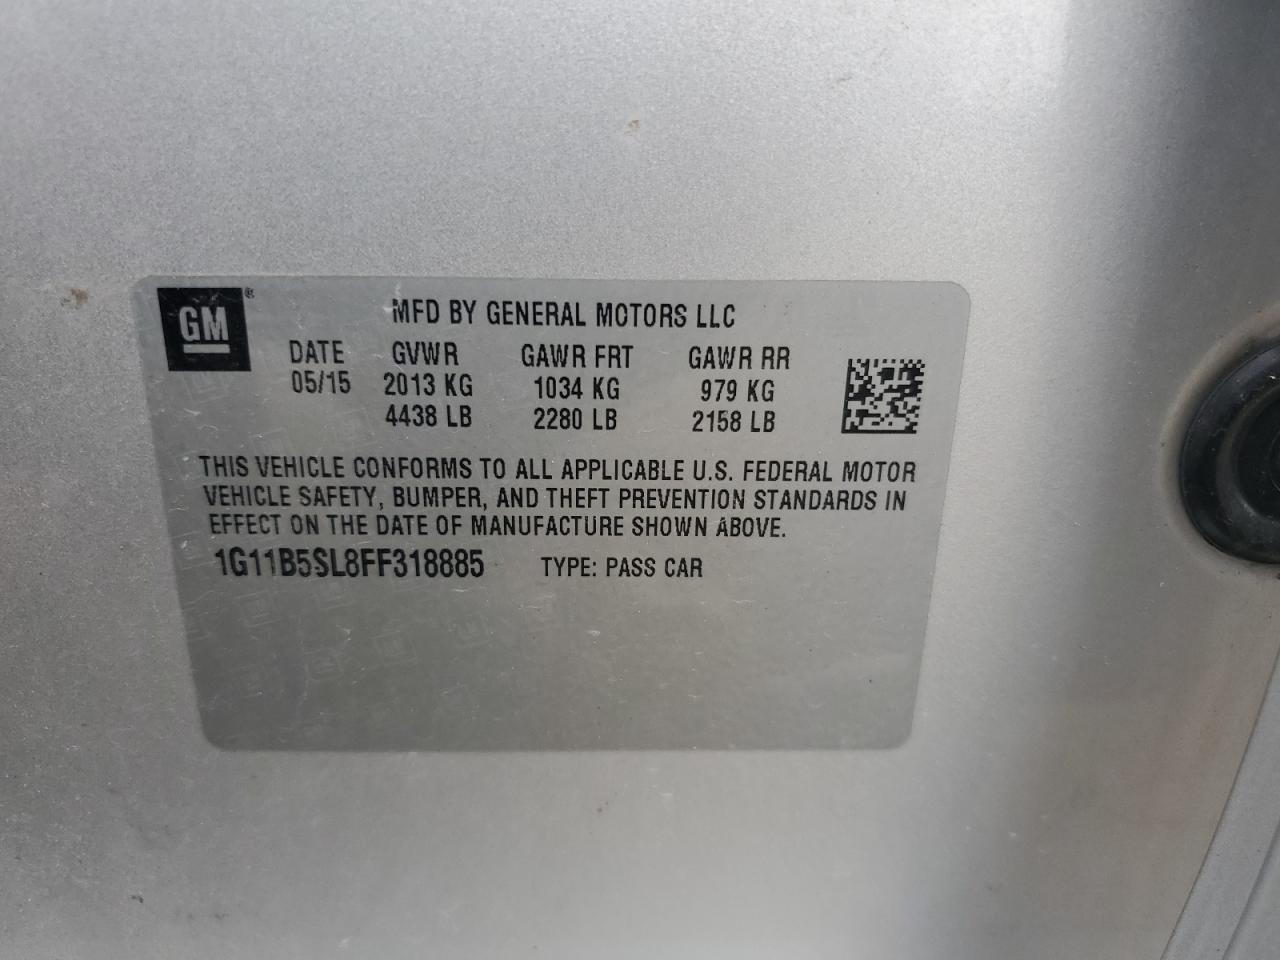 GM®
MFD BY GENERAL MOTORS LLC
DATE GVWR GAWR FRT GAWR RR
05/15 2013 KG 1034 KG 979 KG
4438 LB 2280 LB 2158 LB
THIS VEHICLE CONFORMS TO ALL APPLICABLE U.S. FEDERAL MOTOR
VEHICLE SAFETY, BUMPER, AND THEFT PREVENTION STANDARDS IN
EFFECT ON THE DATE OF MANUFACTURE SHOWN ABOVE.
1G11B5SL8FF318885 TYPE: PASS CAR